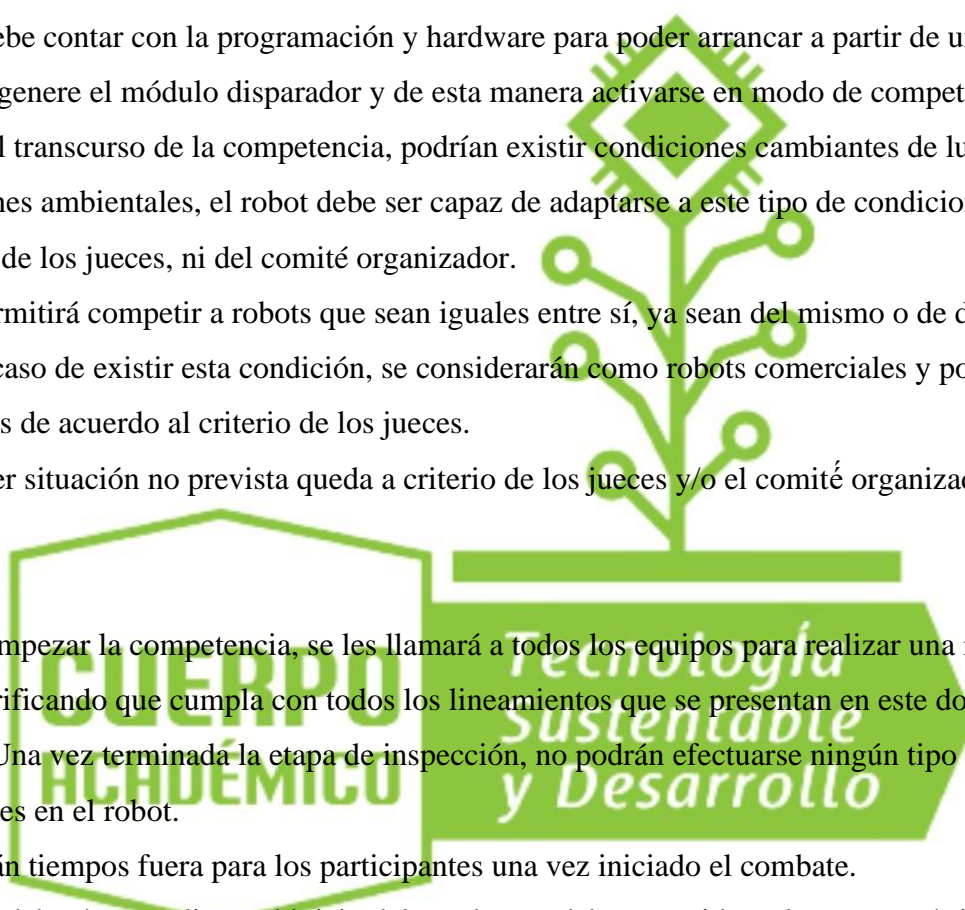 ebe contar con la programación y hardware para poder arrancar a partir de u
genere el módulo disparador y de esta manera activarse en modo de compet
l transcurso de la competencia, podrían existir condiciones cambiantes de lu
nes ambientales, el robot debe ser capaz de adaptarse a este tipo de condicio
de los jueces, ni del comité organizador.
rmitirá competir a robots que sean iguales entre sí, ya sean del mismo o de d
caso de existir esta condición, se considerarán como robots comerciales y po
s de acuerdo al criterio de los jueces.
er situación no prevista queda a criterio de los jueces y/o el comité organiza
mpezar la competencia, se les llamará a todos los equipos para realizar una
rificando que cumpla con todos los lineamientos que se presentan en este do
Una vez terminada la etapa de inspección, no podrán efectuarse ningún tipo
es en el robot.
án tiempos fuera para los participantes una vez iniciado el combate.
CUERPO
ACADÉMICO
Tecnología
Sustentable
y Desarrollo